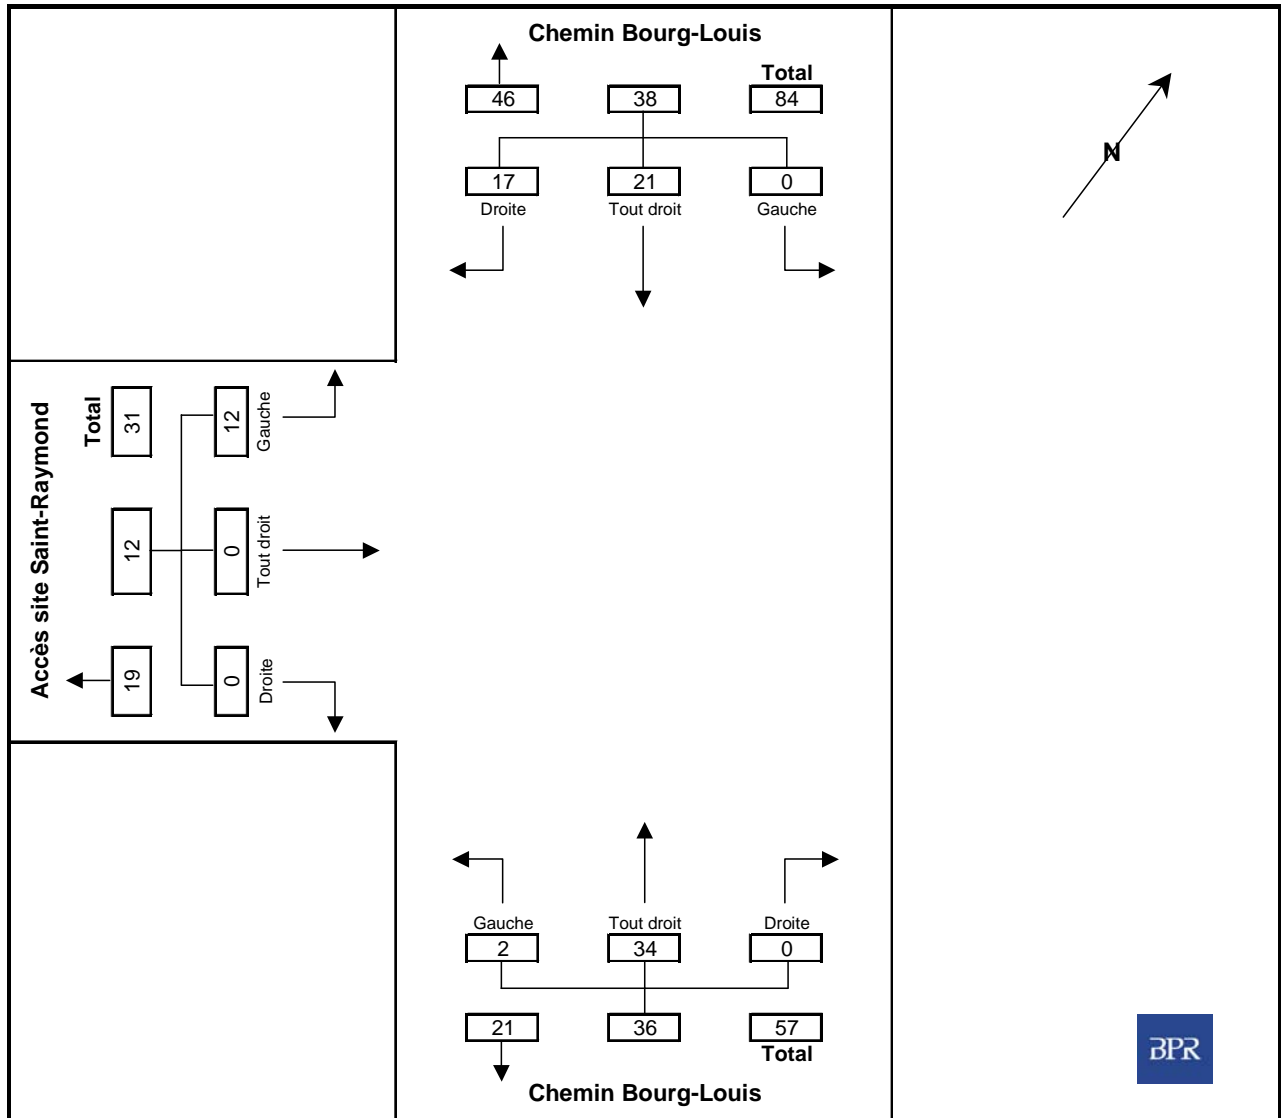 Chemin Bourg-Louis
Total
46 38 84
17 21 0
Droite Tout droit Gauche
N
Accès site Saint-Raymond
Total
31
12
19
12
Gauche
0
Tout droit
0
Droite
Gauche Tout droit Droite
2 34 0
21 36 57
Total
Chemin Bourg-Louis
BPR